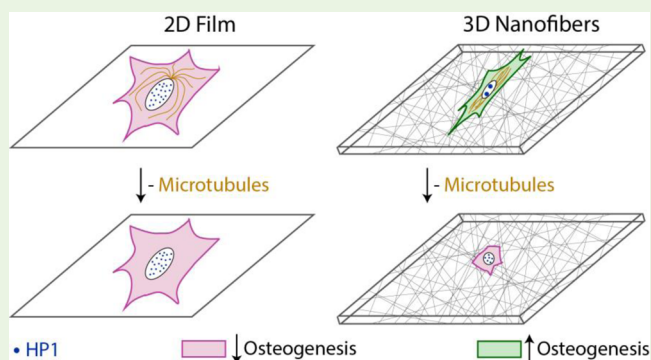 2D Film
3D Nanofibers
- Microtubules
- Microtubules
• HP1
↓Osteogenesis
↑Osteogenesis